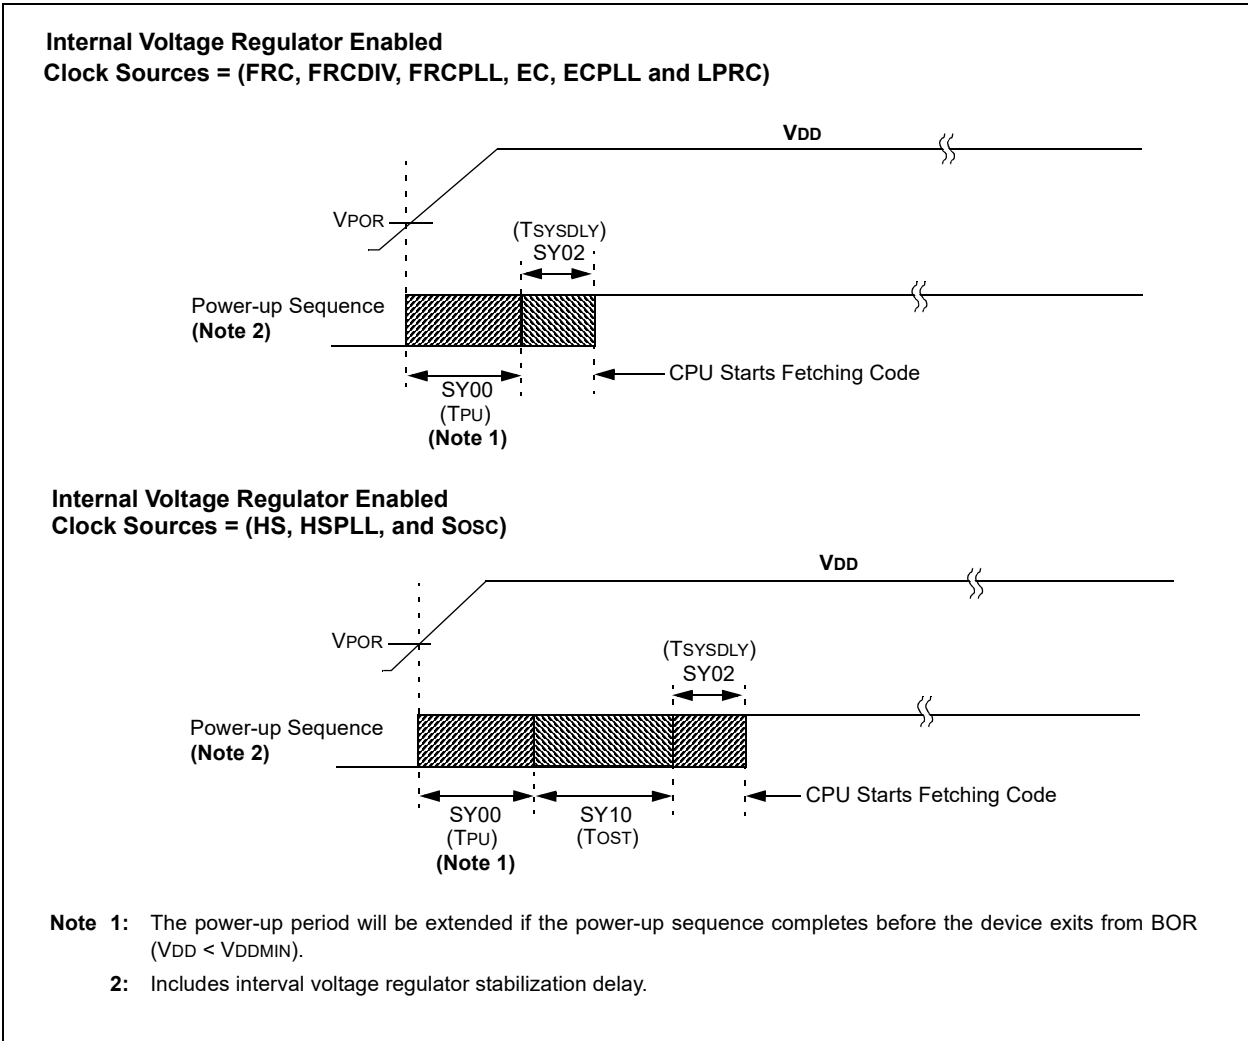 Internal Voltage Regulator Enabled
Clock Sources = (FRC, FRCDIV, FRCPLL, EC, ECPLL and LPRC)
VDD
VPOR
(TSYSDLY)
SY02
Power-up Sequence
(Note 2)
CPU Starts Fetching Code
SY00
(TPU)
(Note 1)
Internal Voltage Regulator Enabled
Clock Sources = (HS, HSPLL, and SOSC)
VDD
VPOR
(TSYSDLY)
SY02
Power-up Sequence
(Note 2)
CPU Starts Fetching Code
SY00
(TPU)
(Note 1)
SY10
(TOST)
Note 1: The power-up period will be extended if the power-up sequence completes before the device exits from BOR
(VDD < VDDMIN).
2: Includes interval voltage regulator stabilization delay.